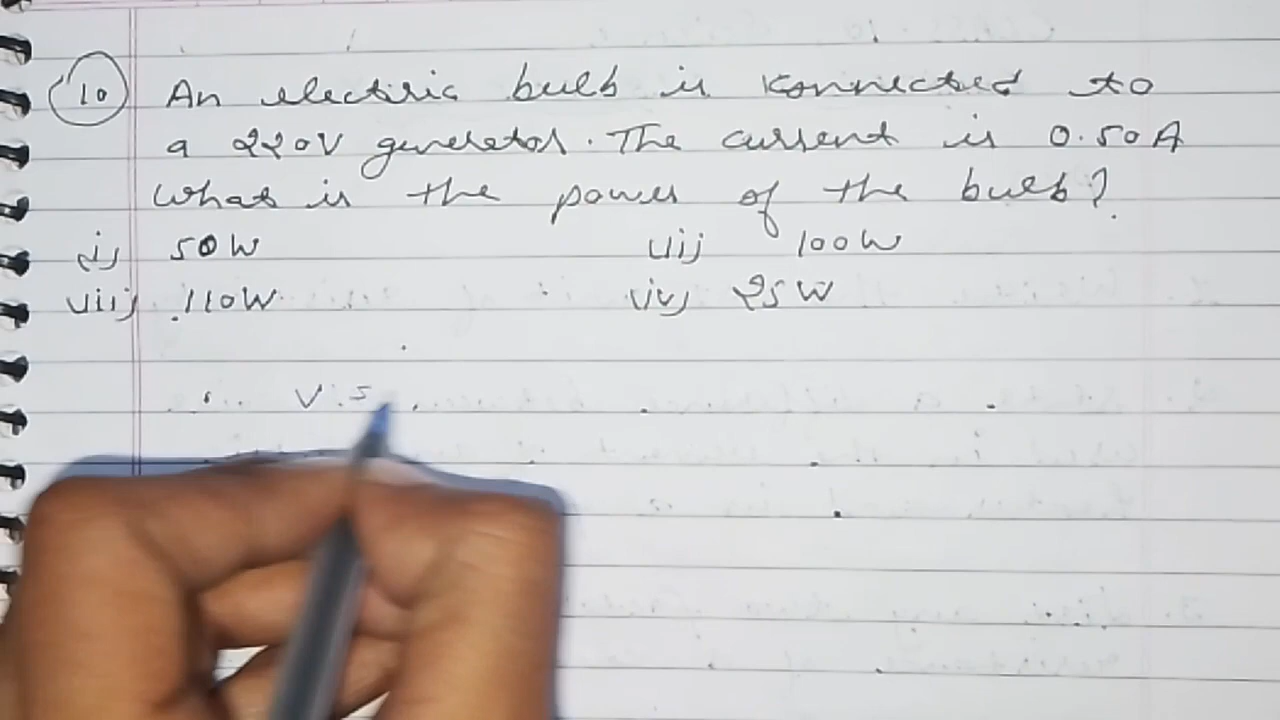 10 An electric bulb is konnected to
a 220V generator. The current is 0.50A
What is the power of the bulb?
i) 50W ii) 100W
iii) 110W iv) 25W
V =